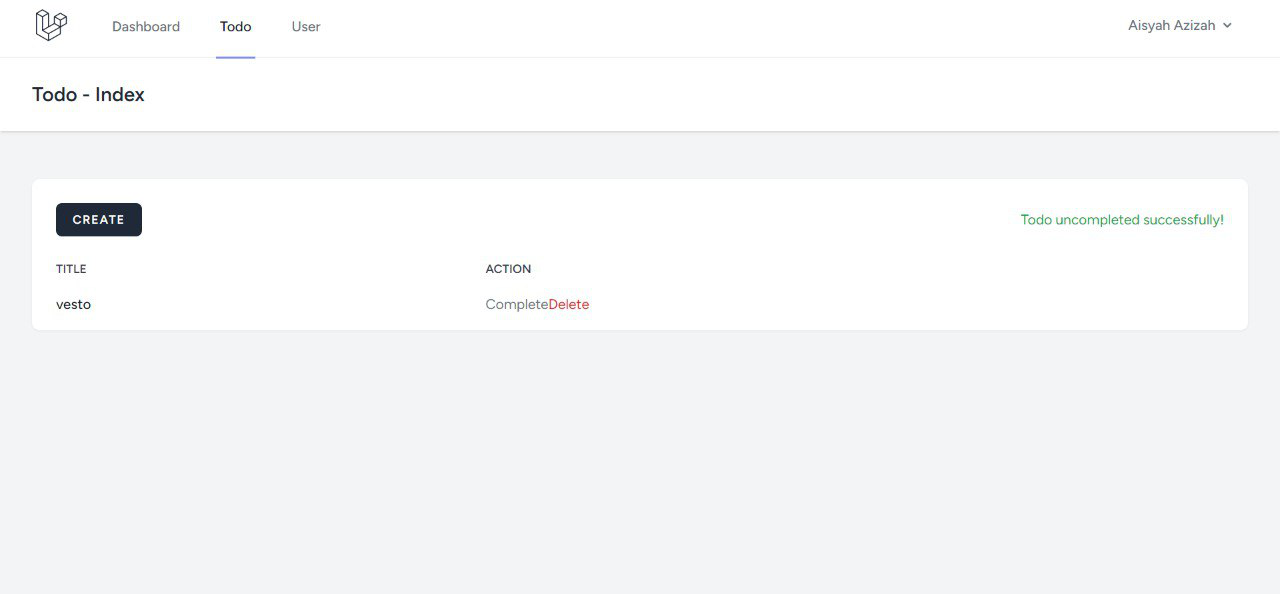 Dashboard Todo User Aisyah Azizah
Todo - Index
CREATE Todo uncompleted successfully!
TITLE ACTION
vesto CompleteDelete